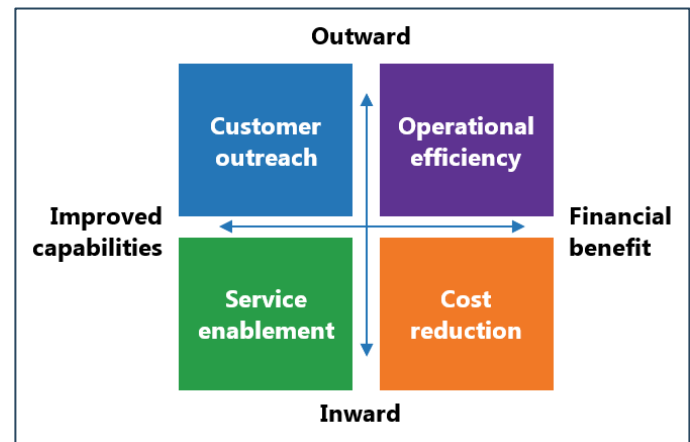 Outward
Customer
outreach
Operational
efficiency
Improved
capabilities
Financial
benefit
Service
enablement
Cost
reduction
Inward